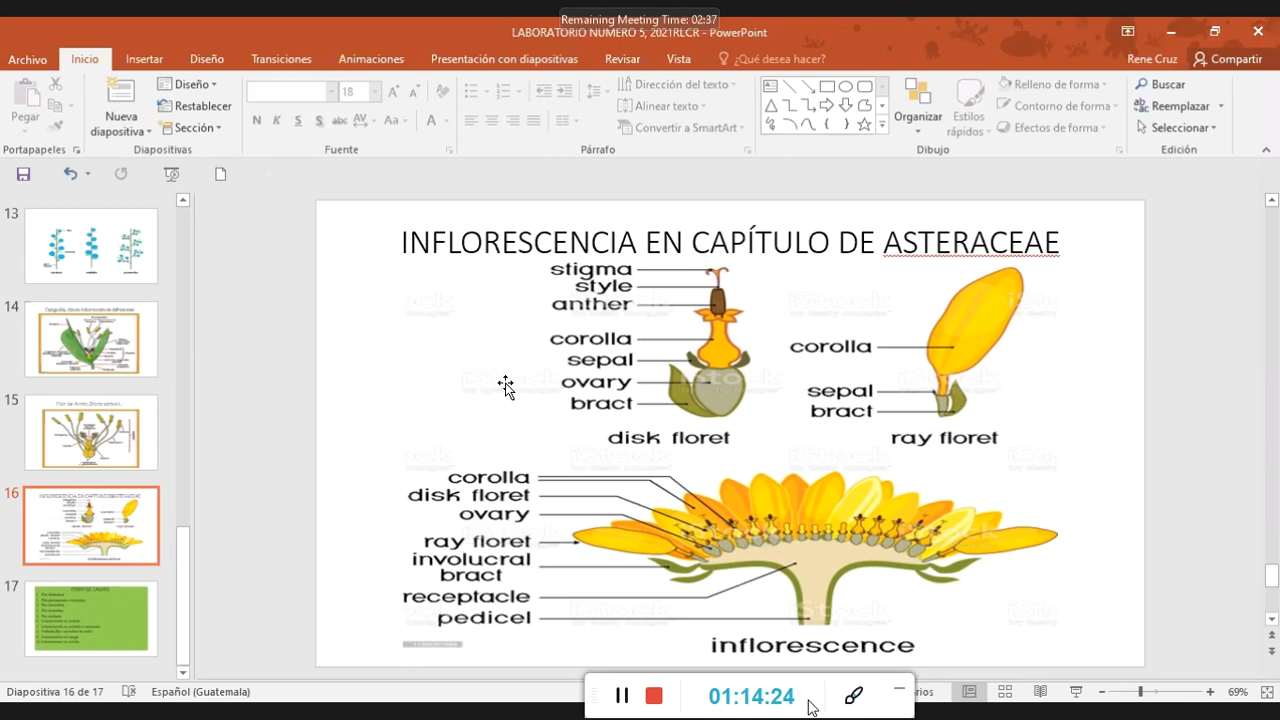 Remaining Meeting Time: 02:37
LABORATORIO NUMERO 5, 2021RLCR - PowerPoint
Archivo Inicio Insertar Diseño Transiciones Animaciones Presentación con diapositivas Revisar Vista ¿Qué desea hacer? Rene Cruz Compartir
Pegar
Nueva diapositiva
Diseño
Restablecer
Sección
18
N K S S abc AV Aa A
Dirección del texto
Alinear texto
Convertir a SmartArt
Organizar
Estilos rápidos
Relleno de forma
Contorno de forma
Efectos de forma
Buscar
Reemplazar
Seleccionar
Portapapeles Diapositivas Fuente Párrafo Dibujo Edición
13
14
15
16
17
INFLORESCENCIA EN CAPÍTULO DE ASTERACEAE
stigma
style
anther
corolla
sepal
ovary
bract
disk floret
corolla
sepal
bract
ray floret
corolla
disk floret
ovary
ray floret
involucral
bract
receptacle
pedicel
inflorescence
iStock
Diapositiva 16 de 17 Español (Guatemala)
01:14:24
69%